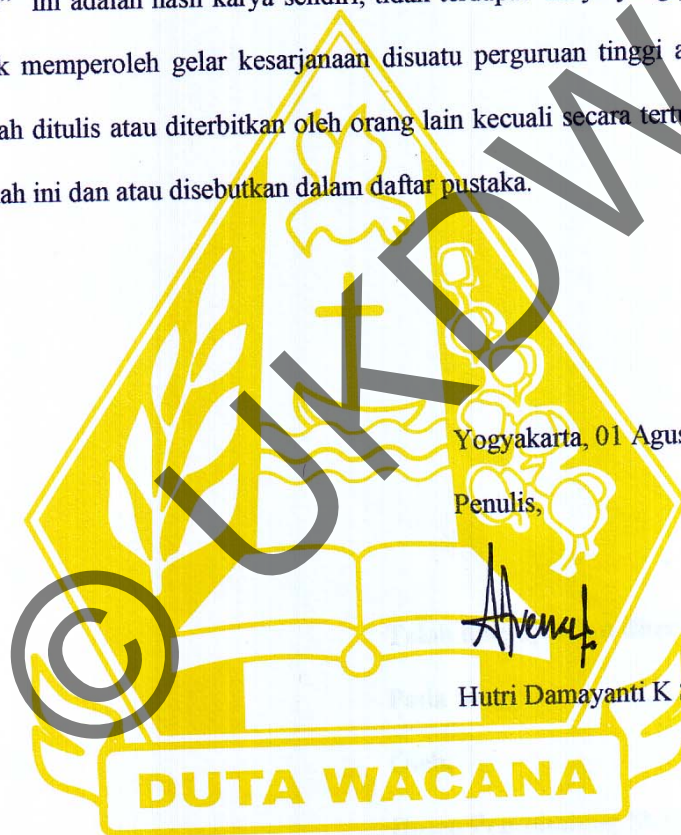 ini adalah hasil karya sendiri, tidak
k memperoleh gelar kesarjanaan disuatu perguruan tinggi a
ah ditulis atau diterbitkan oleh orang lain kecuali secara tertu
ah ini dan atau disebutkan dalam daftar pustaka.
© UKDW
Yogyakarta, 01 Agus
Penulis,
Hutri Damayanti K
DUTA WACANA